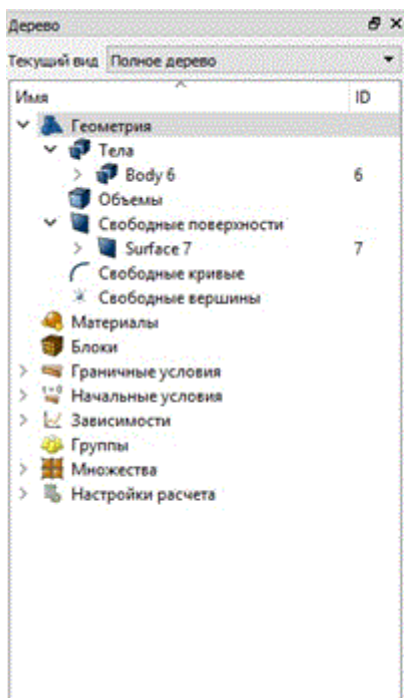 Дерево
Текущий вид Полное дерево
Имя ID
Геометрия
Тела
Body 6 6
Объемы
Свободные поверхности
Surface 7 7
Свободные кривые
Свободные вершины
Материалы
Блоки
Граничные условия
Начальные условия
Зависимости
Группы
Множества
Настройки расчета